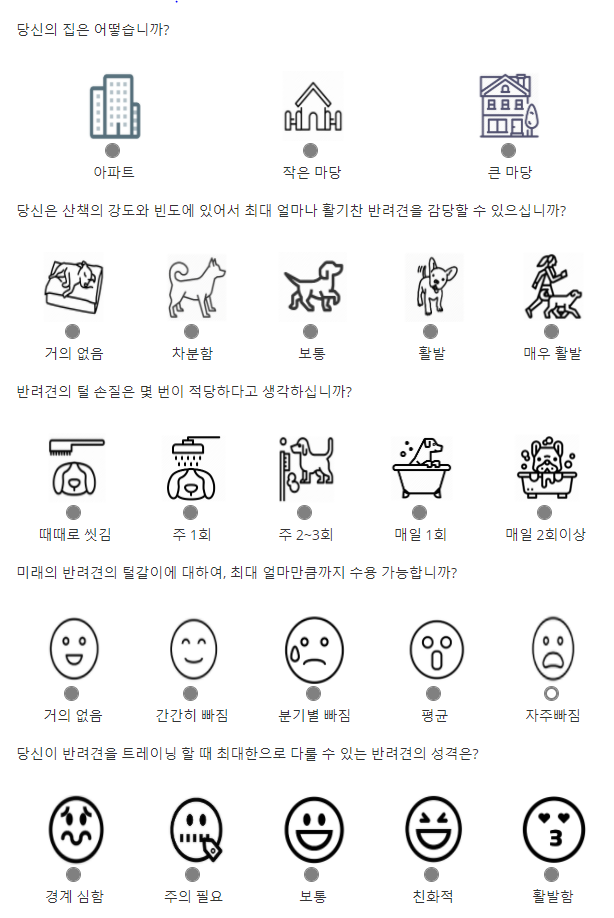 당신의 집은 어떻습니까?
아파트 작은 마당 큰 마당
당신은 산책의 강도와 빈도에 있어서 최대 얼마나 활기찬 반려견을 감당할 수 있으십니까?
거의 없음 차분함 보통 활발 매우 활발
반려견의 털 손질은 몇 번이 적당하다고 생각하십니까?
때때로 씻김 주 1회 주 2~3회 매일 1회 매일 2회이상
미래의 반려견의 털갈이에 대하여, 최대 얼마만큼까지 수용 가능합니까?
거의 없음 간간히 빠짐 분기별 빠짐 평균 자주빠짐
당신이 반려견을 트레이닝 할 때 최대한으로 다룰 수 있는 반려견의 성격은?
경계 심함 주의 필요 보통 친화적 활발함